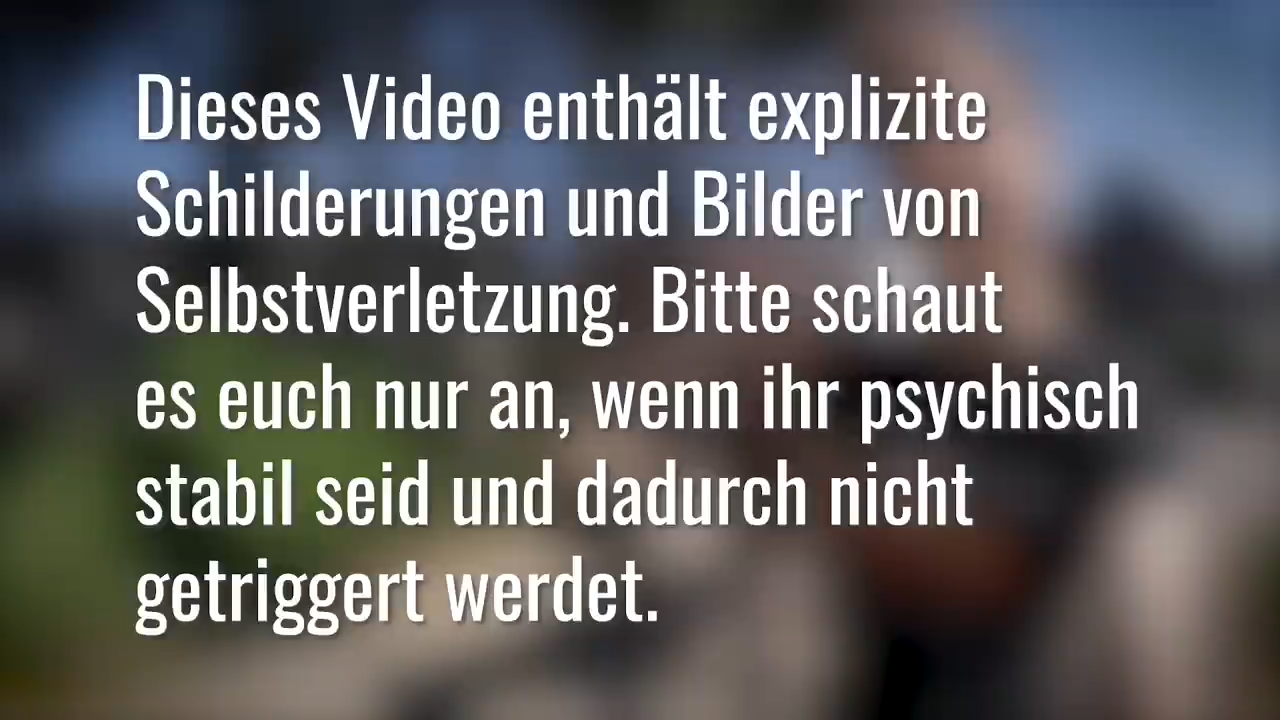 Dieses Video enthält explizite
Schilderungen und Bilder von
Selbstverletzung. Bitte schaut
es euch nur an, wenn ihr psychisch
stabil seid und dadurch nicht
getriggert werdet.